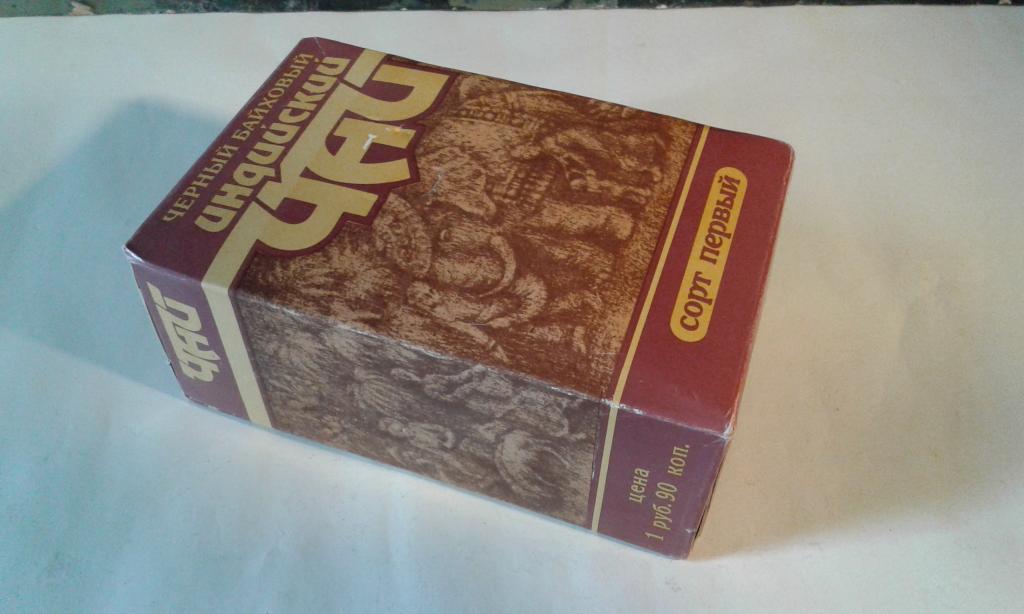 ЧЕРНЫЙ БАЙХОВЫЙ
ИНДИЙСКИЙ
ЧАЙ
сорт первый
ЧАЙ
цена
1 руб.90 коп.